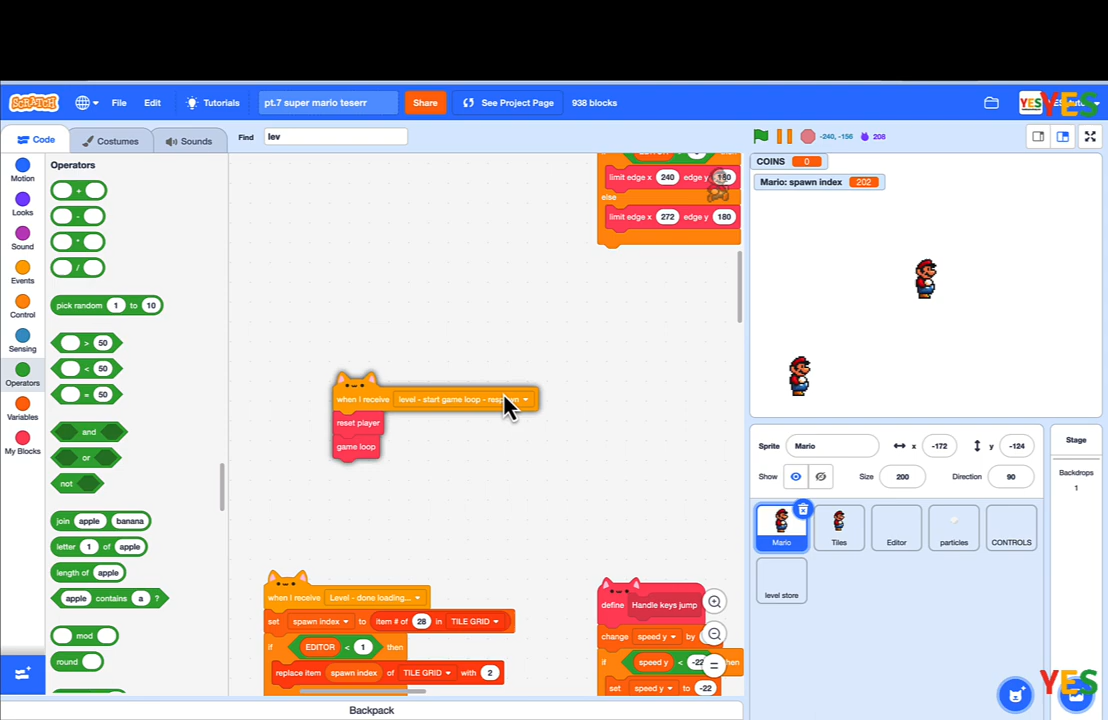 SCRATCH File Edit Tutorials pt.7 super mario teserr Share See Project Page 938 blocks YES YES
Code Costumes Sounds Find lev -240, -156 208
Motion
Looks
Sound
Events
Control
Sensing
Operators
Variables
My Blocks
Operators
+
-
*
/
pick random 1 to 10
> 50
< 50
= 50
and
or
not
join apple banana
letter 1 of apple
length of apple
apple contains a ?
mod
round
limit edge x 240 edge y 180
else
limit edge x 272 edge y 180
when I receive level - start game loop -
reset player
game loop
when I receive Level - done loading...
set spawn index to item # of 28 in TILE GRID
if EDITOR < 1 then
replace item spawn index of TILE GRID with 2
define Handle keys jump
change speed y by
if speed y < -22 then
set speed y to -22
Backpack
COINS 0
Mario: spawn index 202
Sprite Mario x -172 y -124
Show Size 200 Direction 90
Mario Tiles Editor particles CONTROLS
level store
Stage
Backdrops
1
YES